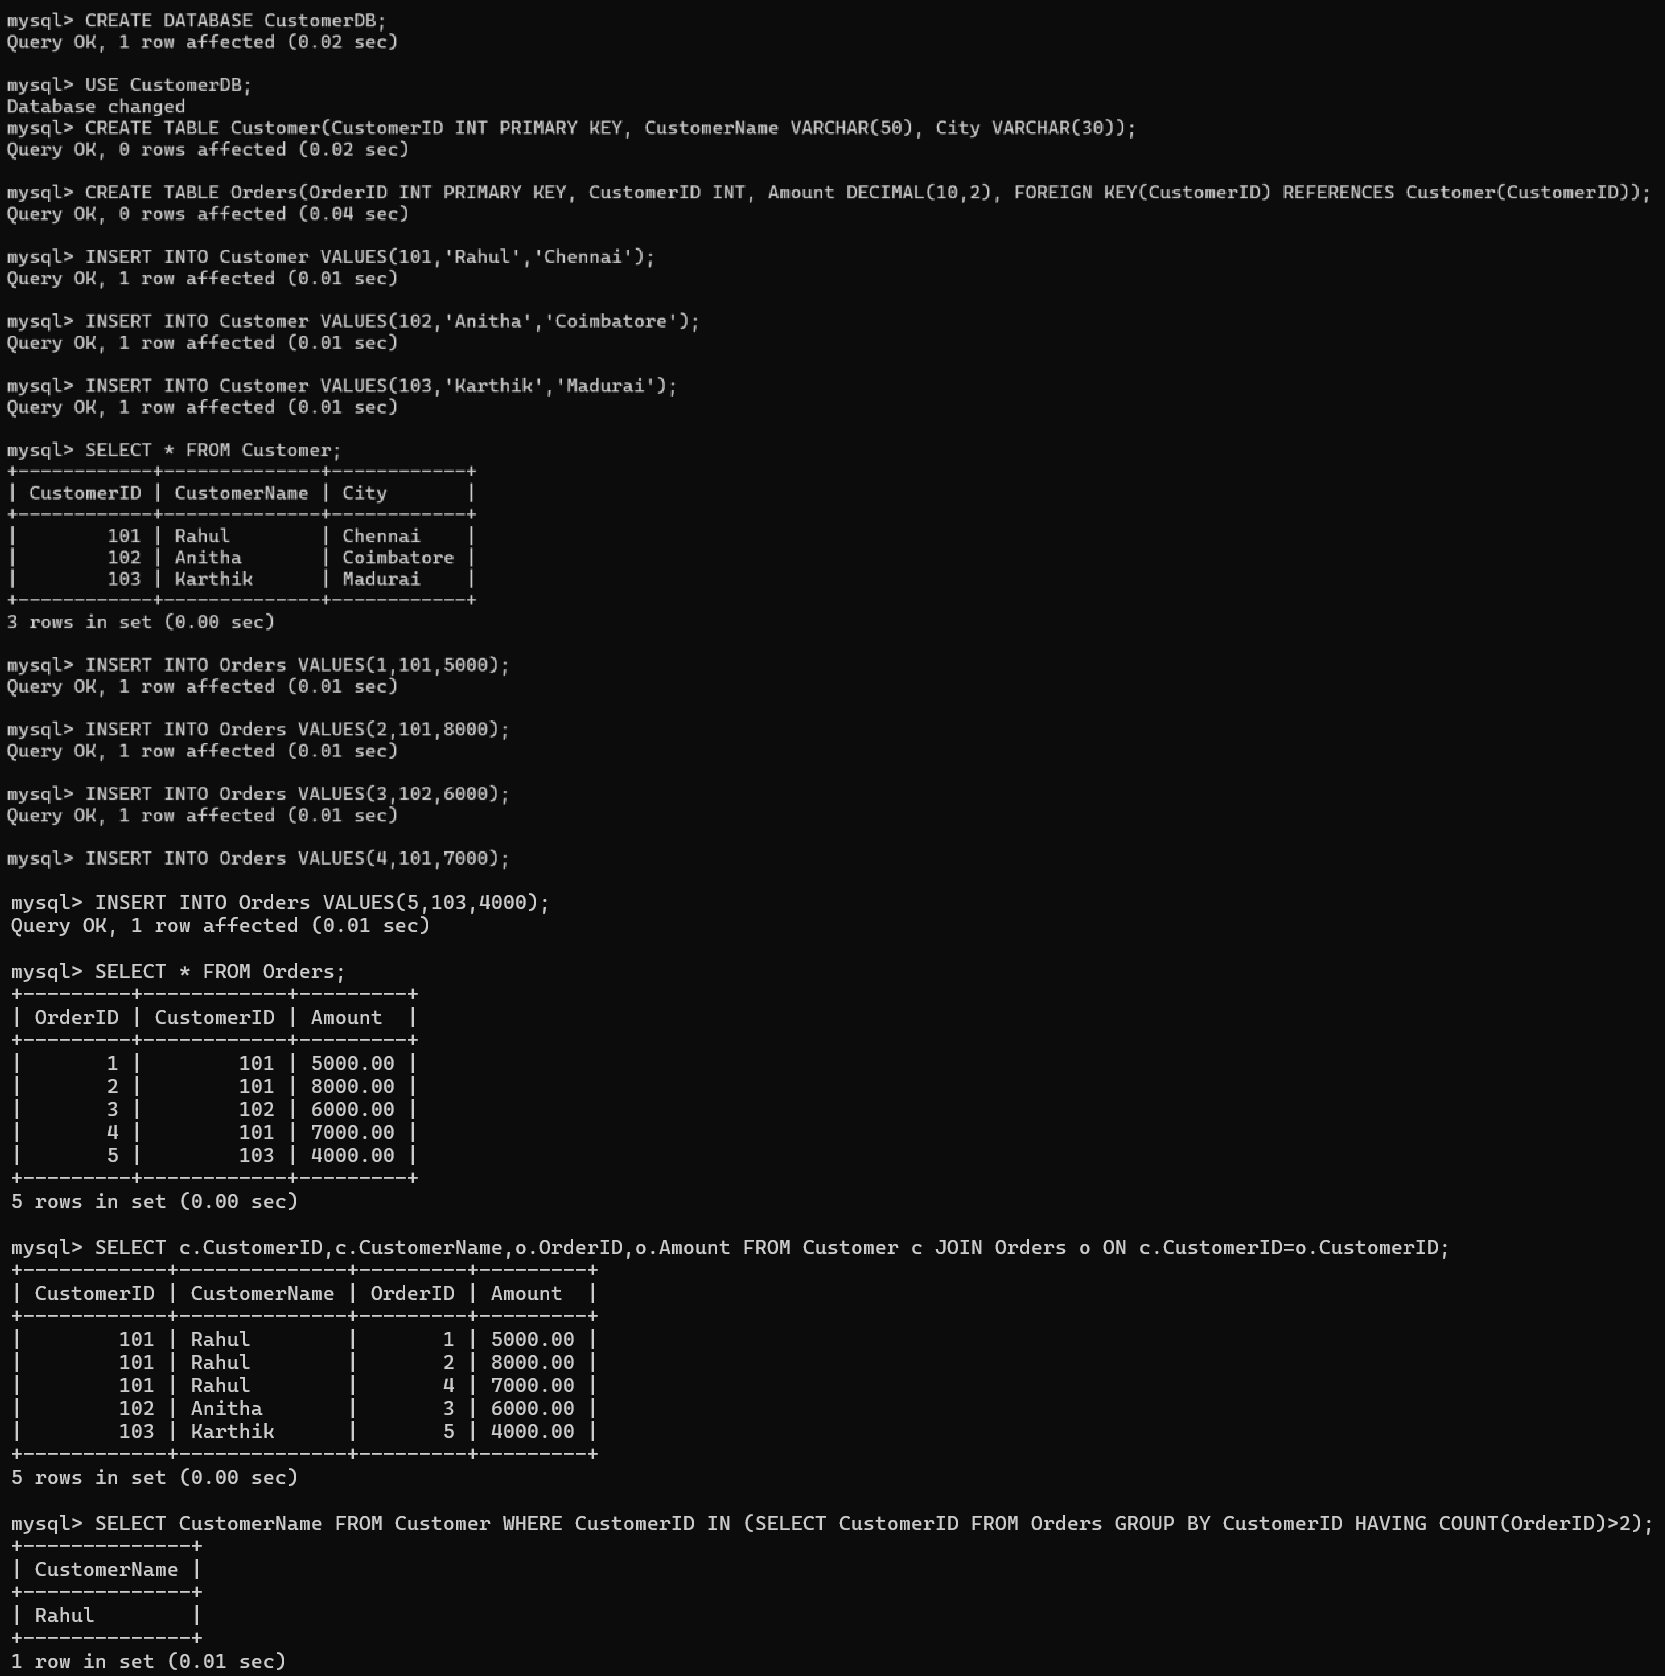 mysql> CREATE DATABASE CustomerDB;
Query OK, 1 row affected (0.02 sec)

mysql> USE CustomerDB;
Database changed
mysql> CREATE TABLE Customer(CustomerID INT PRIMARY KEY, CustomerName VARCHAR(50), City VARCHAR(30));
Query OK, 0 rows affected (0.02 sec)

mysql> CREATE TABLE Orders(OrderID INT PRIMARY KEY, CustomerID INT, Amount DECIMAL(10,2), FOREIGN KEY(CustomerID) REFERENCES Customer(CustomerID));
Query OK, 0 rows affected (0.04 sec)

mysql> INSERT INTO Customer VALUES(101,'Rahul','Chennai');
Query OK, 1 row affected (0.01 sec)

mysql> INSERT INTO Customer VALUES(102,'Anitha','Coimbatore');
Query OK, 1 row affected (0.01 sec)

mysql> INSERT INTO Customer VALUES(103,'Karthik','Madurai');
Query OK, 1 row affected (0.01 sec)

mysql> SELECT * FROM Customer;
+------------+--------------+------------+
| CustomerID | CustomerName | City       |
+------------+--------------+------------+
|        101 | Rahul        | Chennai    |
|        102 | Anitha       | Coimbatore |
|        103 | Karthik      | Madurai    |
+------------+--------------+------------+
3 rows in set (0.00 sec)

mysql> INSERT INTO Orders VALUES(1,101,5000);
Query OK, 1 row affected (0.01 sec)

mysql> INSERT INTO Orders VALUES(2,101,8000);
Query OK, 1 row affected (0.01 sec)

mysql> INSERT INTO Orders VALUES(3,102,6000);
Query OK, 1 row affected (0.01 sec)

mysql> INSERT INTO Orders VALUES(4,101,7000);

mysql> INSERT INTO Orders VALUES(5,103,4000);
Query OK, 1 row affected (0.01 sec)

mysql> SELECT * FROM Orders;
+---------+------------+---------+
| OrderID | CustomerID | Amount  |
+---------+------------+---------+
|       1 |        101 | 5000.00 |
|       2 |        101 | 8000.00 |
|       3 |        102 | 6000.00 |
|       4 |        101 | 7000.00 |
|       5 |        103 | 4000.00 |
+---------+------------+---------+
5 rows in set (0.00 sec)

mysql> SELECT c.CustomerID,c.CustomerName,o.OrderID,o.Amount FROM Customer c JOIN Orders o ON c.CustomerID=o.CustomerID;
+------------+--------------+---------+---------+
| CustomerID | CustomerName | OrderID | Amount  |
+------------+--------------+---------+---------+
|        101 | Rahul        |       1 | 5000.00 |
|        101 | Rahul        |       2 | 8000.00 |
|        101 | Rahul        |       4 | 7000.00 |
|        102 | Anitha       |       3 | 6000.00 |
|        103 | Karthik      |       5 | 4000.00 |
+------------+--------------+---------+---------+
5 rows in set (0.00 sec)

mysql> SELECT CustomerName FROM Customer WHERE CustomerID IN (SELECT CustomerID FROM Orders GROUP BY CustomerID HAVING COUNT(OrderID)>2);
+--------------+
| CustomerName |
+--------------+
| Rahul        |
+--------------+
1 row in set (0.01 sec)